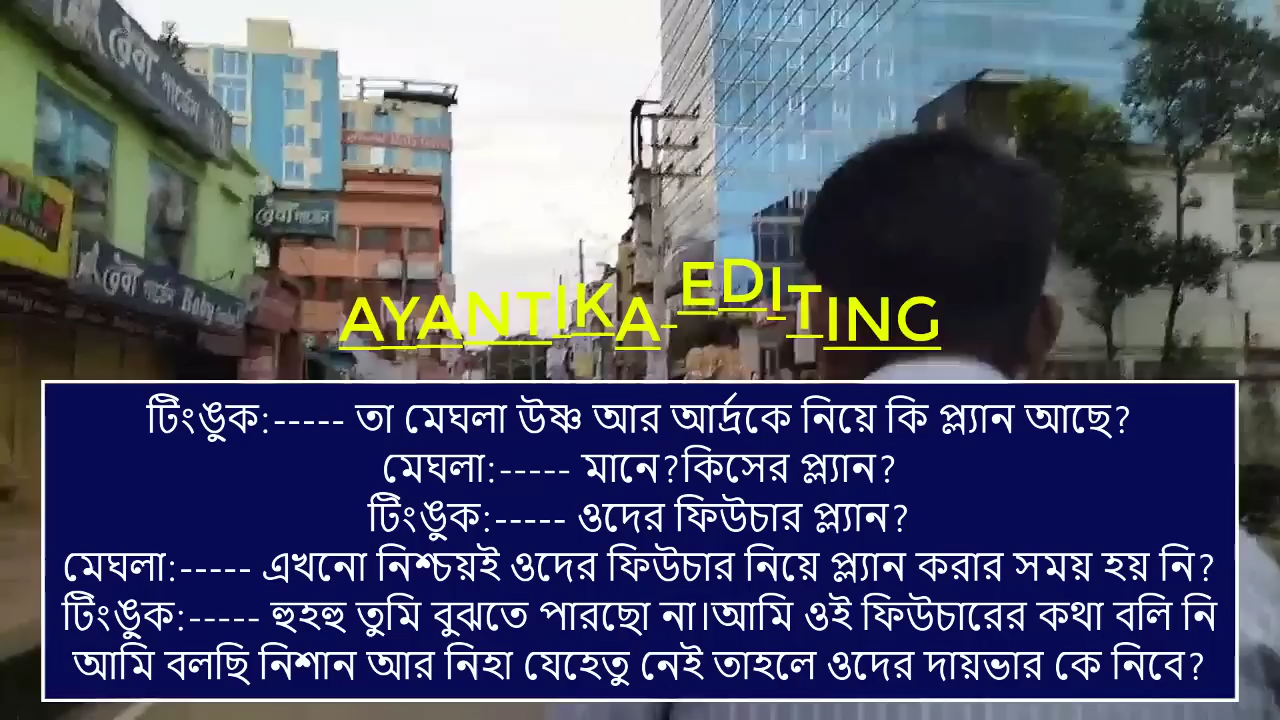 রেবা গার্ডেন
রেবা গার্ডেন
রেবা গার্ডেন Baby
AYANTIKA-EDITING
টিংঙুক:----- তা মেঘলা উষ্ণ আর আর্দ্রকে নিয়ে কি প্ল্যান আছে?
মেঘলা:----- মানে?কিসের প্ল্যান?
টিংঙুক:----- ওদের ফিউচার প্ল্যান?
মেঘলা:----- এখনো নিশ্চয়ই ওদের ফিউচার নিয়ে প্ল্যান করার সময় হয় নি?
টিংঙুক:----- হুহহু তুমি বুঝতে পারছো না।আমি ওই ফিউচারের কথা বলি নি
আমি বলছি নিশান আর নিহা যেহেতু নেই তাহলে ওদের দায়ভার কে নিবে?